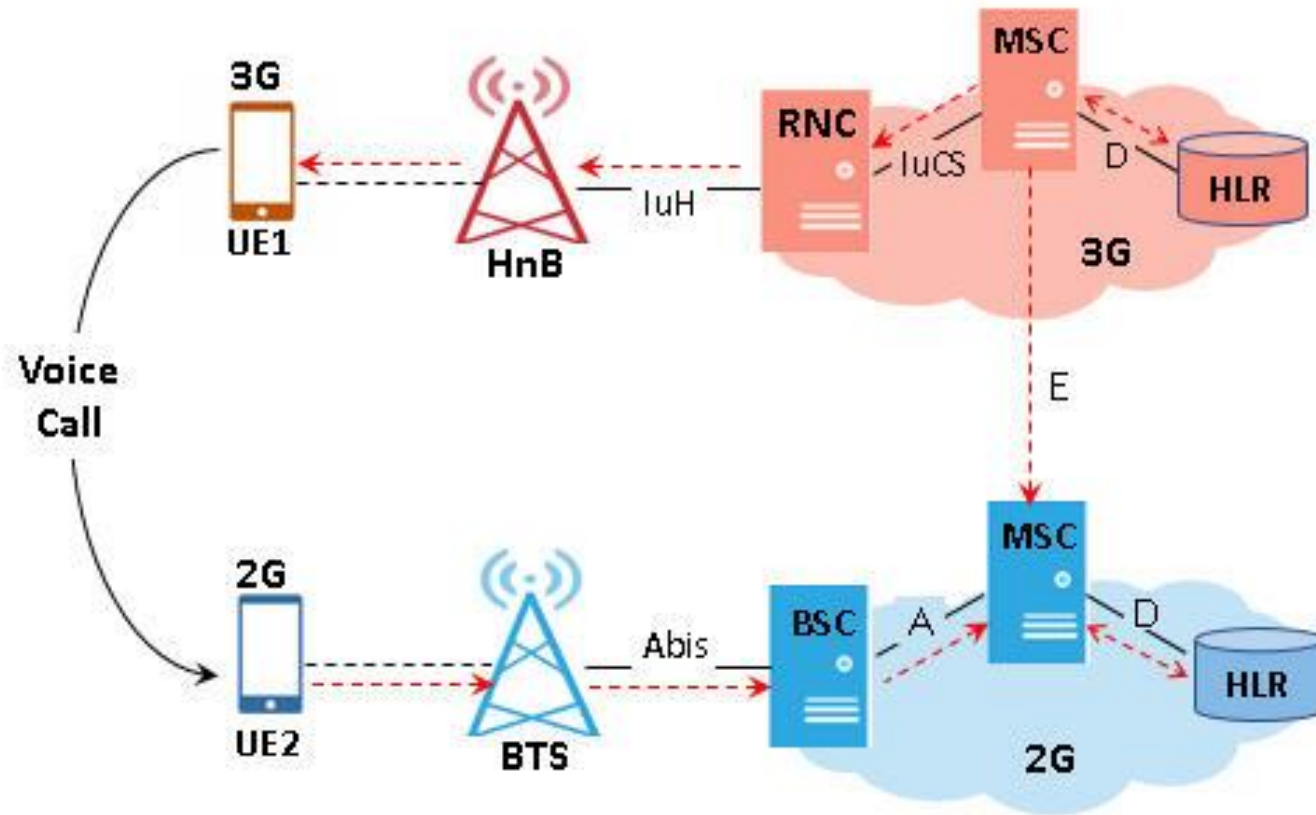 3G
UE1
HnB
IuH
RNC
IuCS
MSC
D
HLR
3G
Voice
Call
E
2G
UE2
BTS
Abis
BSC
A
MSC
D
HLR
2G